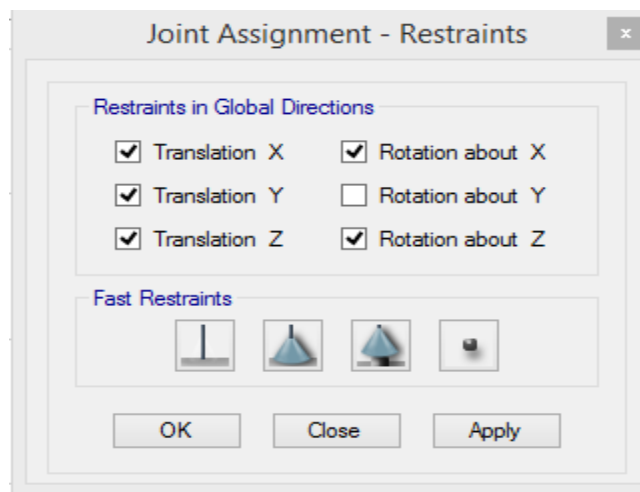 Joint Assignment - Restraints
x
Restraints in Global Directions
Translation X
Rotation about X
Translation Y
Rotation about Y
Translation Z
Rotation about Z
Fast Restraints
OK
Close
Apply